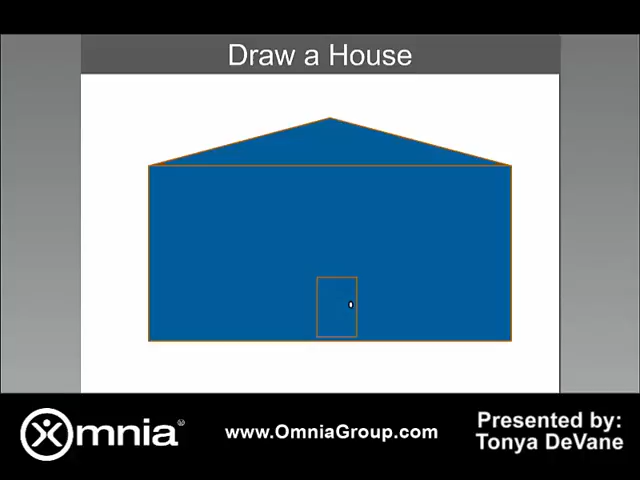 Draw a House
Omnia®
www.OmniaGroup.com
Presented by:
Tonya DeVane